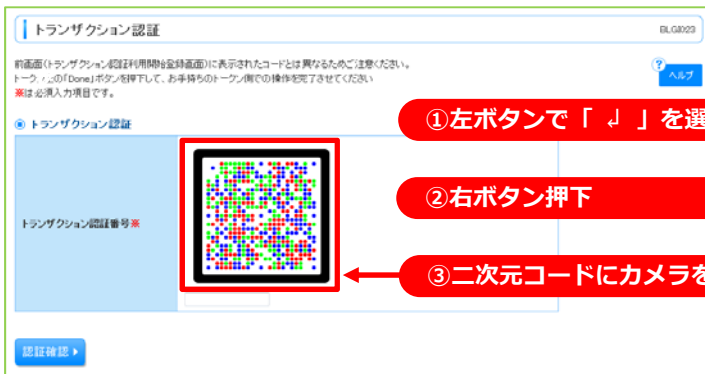 トランザクション認証
BLGI023
前画面(トランザクション認証利用開始登録画面)に表示されたコードとは異なるためご注意ください。
の「Done」ボタンを押下して、お手持ちのトークン側での操作を完了させてください
※は必須入力項目です。
?
ヘルプ
トランザクション認証
①左ボタンで「 ↲ 」を選
②右ボタン押下
トランザクション認証番号※
③二次元コードにカメラを
認証確認